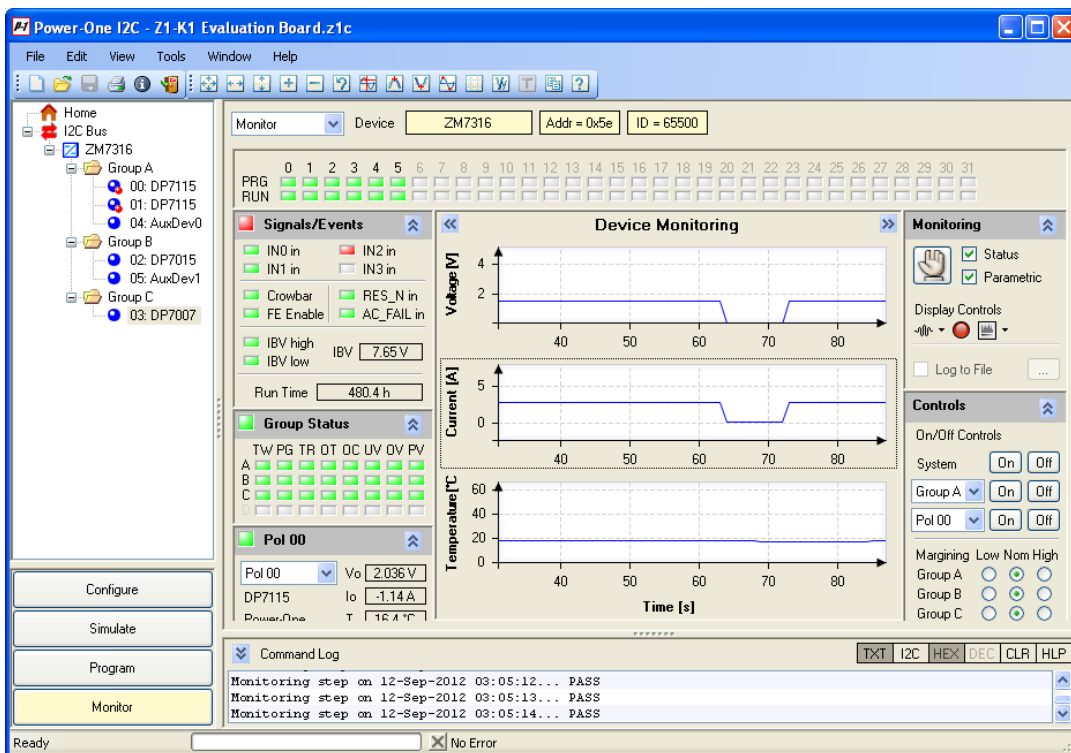 Power-One I2C - Z1-K1 Evaluation Board.z1c
File Edit View Tools Window Help
Home
I2C Bus
ZM7316
Group A
00: DP7115
01: DP7115
04: AuxDev0
Group B
02: DP7015
05: AuxDev1
Group C
03: DP7007
Configure
Simulate
Program
Monitor
Monitor Device ZM7316 Addr = 0x5e ID = 65500
0 1 2 3 4 5 6 7 8 9 10 11 12 13 14 15 16 17 18 19 20 21 22 23 24 25 26 27 28 29 30 31
PRG
RUN
Signals/Events
IN0 in IN2 in
IN1 in IN3 in
Crowbar RES_N in
FE Enable AC_FAIL in
IBV high
IBV low
IBV 7.65 V
Run Time 480.4 h
Group Status
TW PG TR OT OC UV OV PV
A
B
C
D
Pol 00
Pol 00 Vo 2.036 V
DP7115 Io -1.14 A
Power-One T 16.4 °C
Device Monitoring
Voltage [V]
4
2
40 50 60 70 80
Current [A]
5
0
40 50 60 70 80
Temperature [°C
60
40
20
0
40 50 60 70 80
Time [s]
Monitoring
Status
Parametric
Display Controls
Log to File ...
Controls
On/Off Controls
System On Off
Group A On Off
Pol 00 On Off
Margining Low Nom High
Group A
Group B
Group C
Command Log TXT I2C HEX DEC CLR HLP
Monitoring step on 12-Sep-2012 03:05:12... PASS
Monitoring step on 12-Sep-2012 03:05:13... PASS
Monitoring step on 12-Sep-2012 03:05:14... PASS
Ready No Error